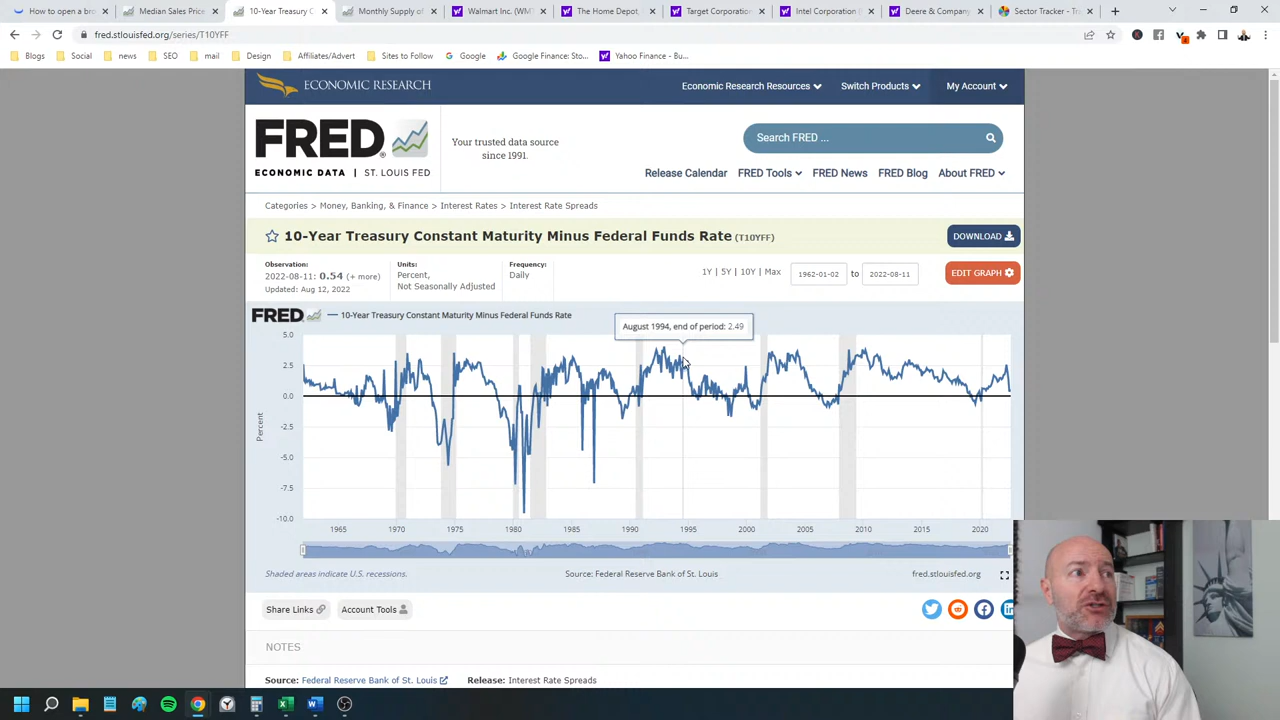 How to open a bro
Median Sales Price
10-Year Treasury C
Monthly Supply of
Walmart Inc. (WMT
The Home Depot,
Target Corporation
Intel Corporation (
Deere & Company
Sector Tracker - Tr
fred.stlouisfed.org/series/T10YFF
Blogs
Social
news
SEO
mail
Design
Affiliates/Advert
Sites to Follow
Google
Google Finance: Sto...
Yahoo Finance - Bu...
ECONOMIC RESEARCH
Economic Research Resources
Switch Products
My Account
FRED
ECONOMIC DATA | ST. LOUIS FED
Your trusted data source
since 1991.
Search FRED ...
Release Calendar
FRED Tools
FRED News
FRED Blog
About FRED
Categories > Money, Banking, & Finance > Interest Rates > Interest Rate Spreads
10-Year Treasury Constant Maturity Minus Federal Funds Rate (T10YFF)
DOWNLOAD
Observation:
2022-08-11: 0.54 (+ more)
Updated: Aug 12, 2022
Units:
Percent,
Not Seasonally Adjusted
Frequency:
Daily
1Y | 5Y | 10Y | Max
1962-01-02 to 2022-08-11
EDIT GRAPH
FRED
10-Year Treasury Constant Maturity Minus Federal Funds Rate
August 1994, end of period: 2.49
5.0
2.5
0.0
-2.5
-5.0
-7.5
-10.0
Percent
1965
1970
1975
1980
1985
1990
1995
2000
2005
2010
2015
2020
Shaded areas indicate U.S. recessions.
Source: Federal Reserve Bank of St. Louis
fred.stlouisfed.org
Share Links
Account Tools
NOTES
Source: Federal Reserve Bank of St. Louis
Release: Interest Rate Spreads